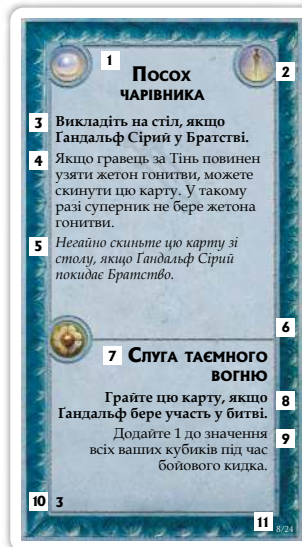 1
2
Посох
чарівника
3 Викладіть на стіл, якщо
Ґандальф Сірий у Братстві.
4 Якщо гравець за Тінь повинен
узяти жетон гонитви, можете
скинути цю карту. У такому
разі суперник не бере жетона
гонитви.
5 Негайно скиньте цю карту зі
столу, якщо Ґандальф Сірий
покидає Братство.
6
7 Слуга таємного
вогню
Грайте цю карту, якщо 8
Ґандальф бере участь у битві.
Додайте 1 до значення 9
всіх ваших кубиків під час
бойового кидка.
10 3
11 8/24